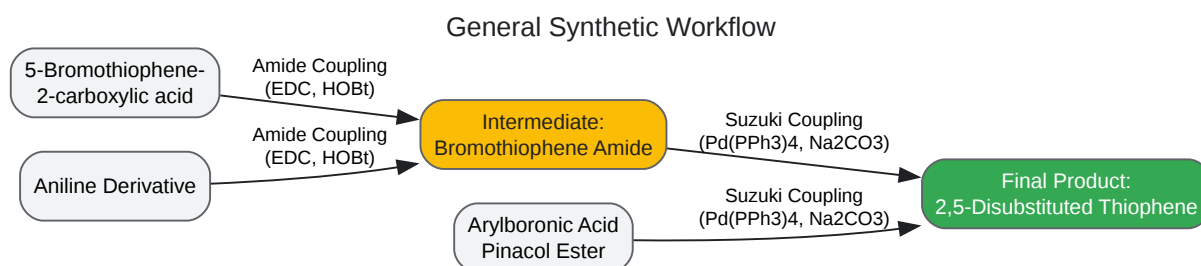 General Synthetic Workflow
5-Bromothiophene-
2-carboxylic acid
Amide Coupling
(EDC, HOBt)
Aniline Derivative
Amide Coupling
(EDC, HOBt)
Intermediate:
Bromothiophene Amide
Suzuki Coupling
(Pd(PPh3)4, Na2CO3)
Arylboronic Acid
Pinacol Ester
Suzuki Coupling
(Pd(PPh3)4, Na2CO3)
Final Product:
2,5-Disubstituted Thiophene